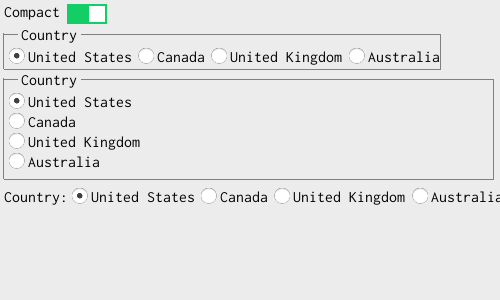 Compact
Country
United States Canada United Kingdom Australia
Country
United States
Canada
United Kingdom
Australia
Country: United States Canada United Kingdom Australia